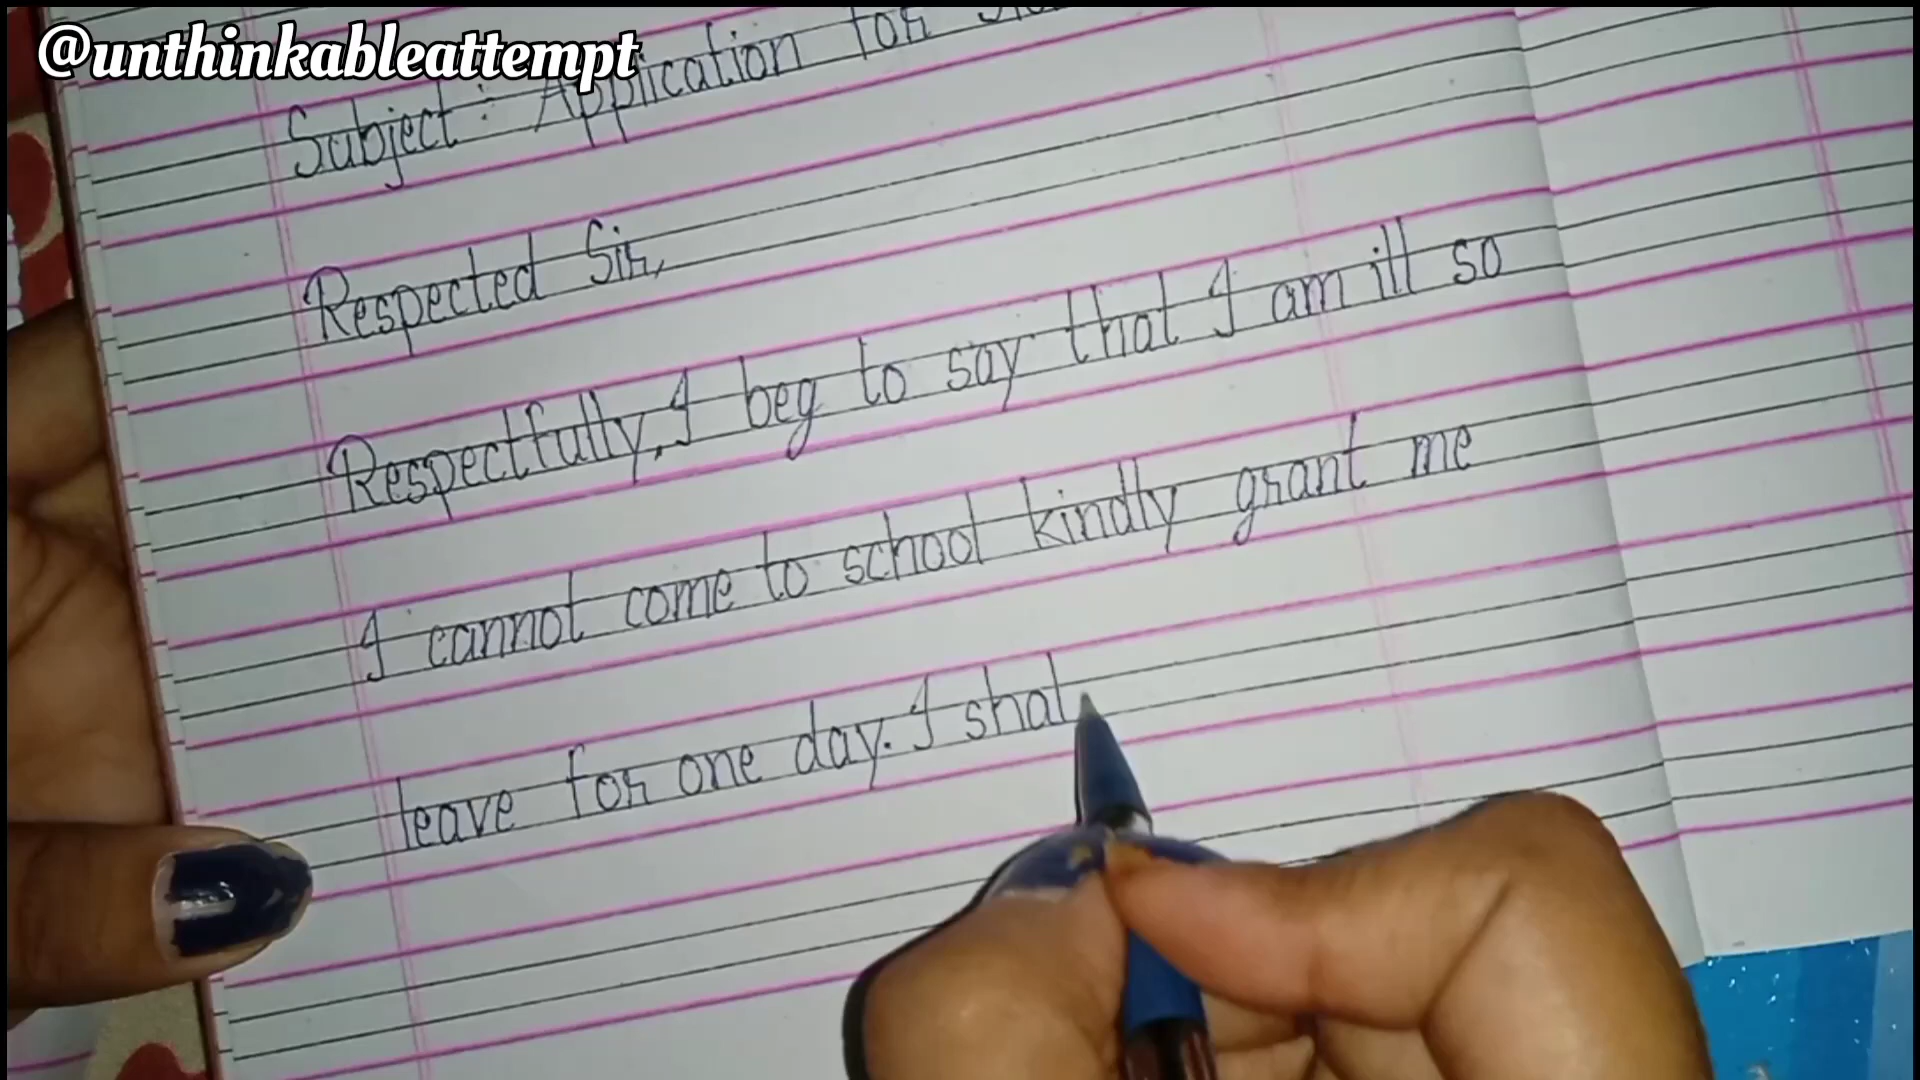 @unthinkableattempt
Subject: Application for
Respected Sir,
Respectfully, I beg to say that I am ill so
I cannot come to school kindly grant me
leave for one day. I shal